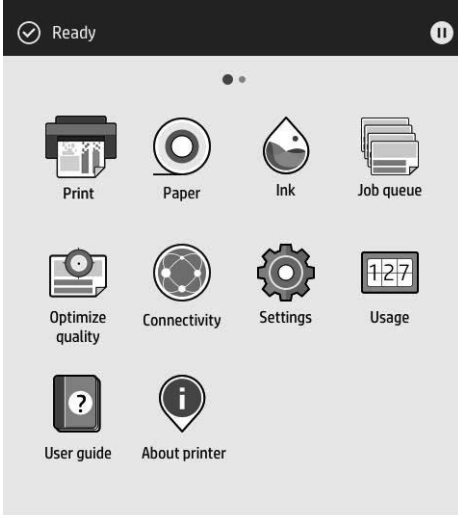 Ready
Print
Paper
Ink
Job queue
Optimize
quality
Connectivity
Settings
127
Usage
?
User guide
i
About printer